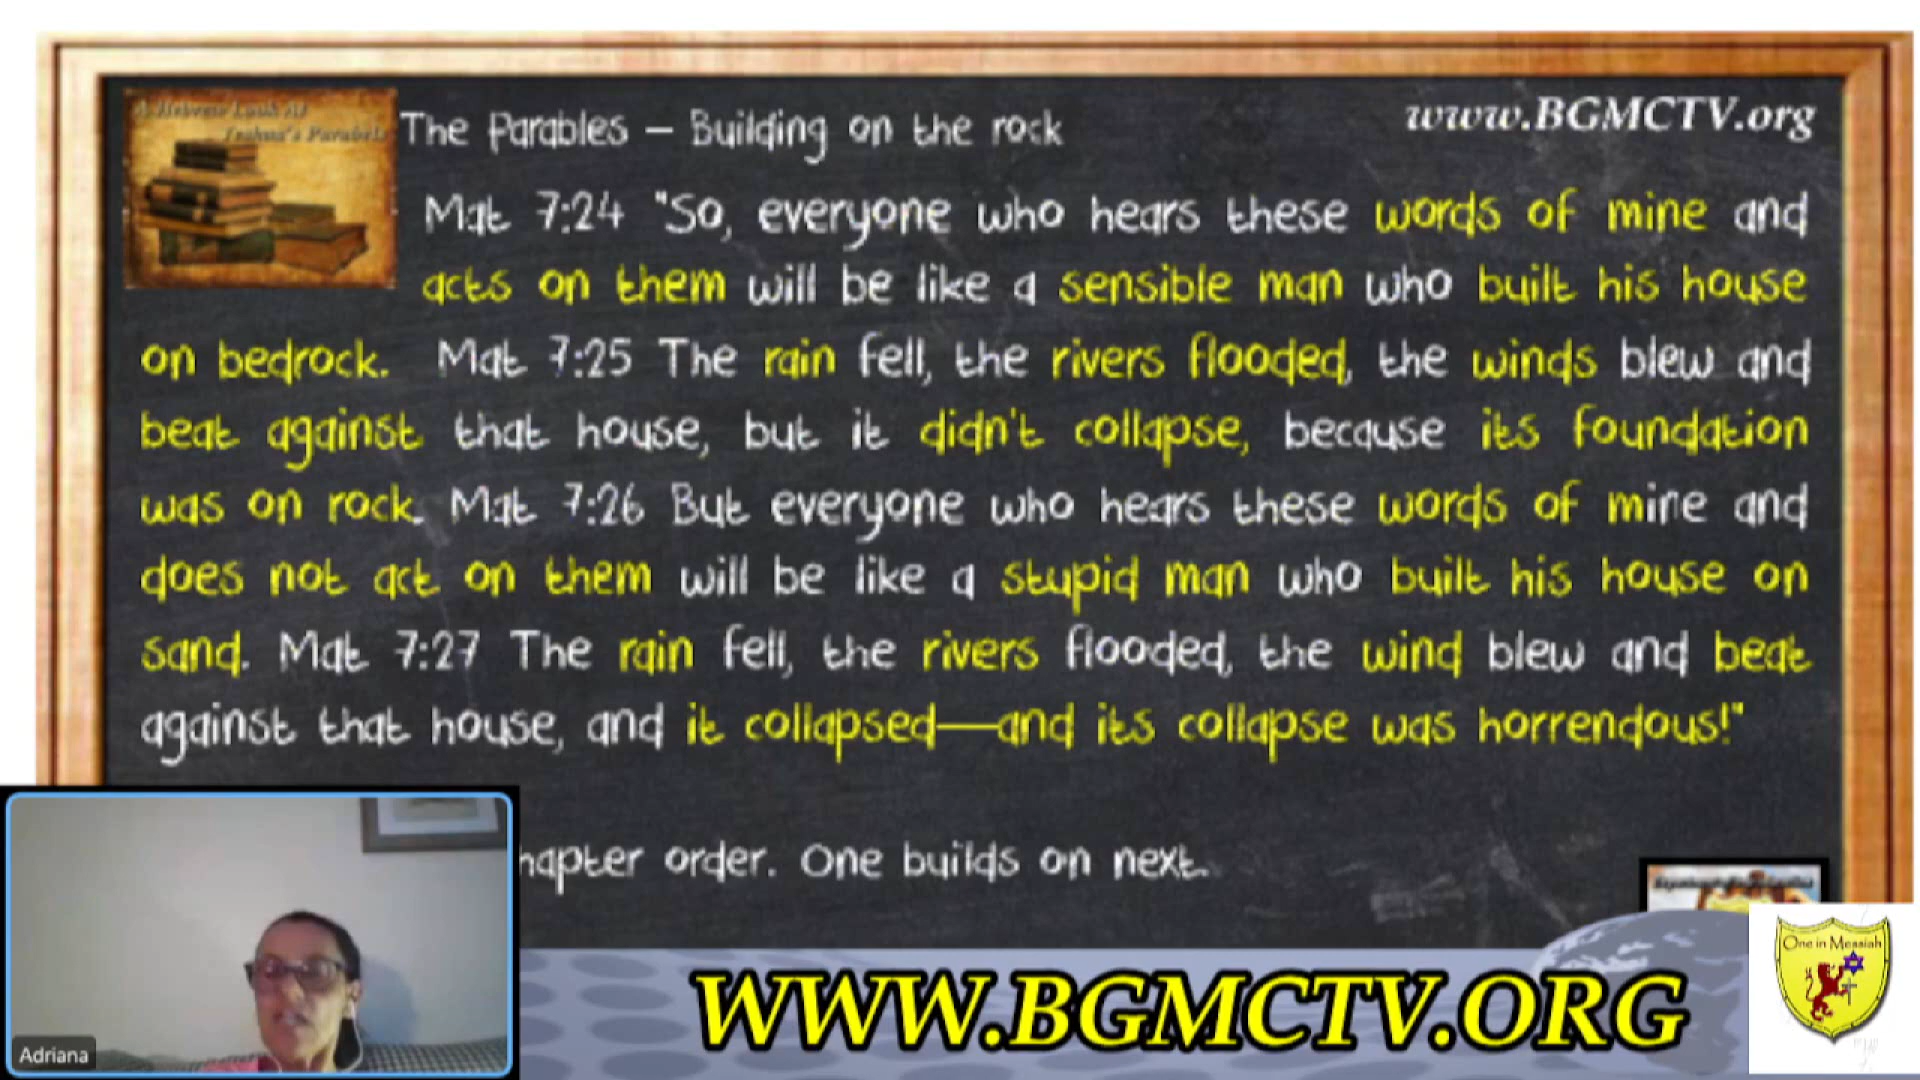 A Hebrew Look At
Yeshua's Parables
The Parables – Building on the rock
www.BGMCTV.org
Mat 7:24 "So, everyone who hears these words of mine and
acts on them will be like a sensible man who built his house
on bedrock. Mat 7:25 The rain fell, the rivers flooded, the winds blew and
beat against that house, but it didn't collapse, because its foundation
was on rock. Mat 7:26 But everyone who hears these words of mine and
does not act on them will be like a stupid man who built his house on
sand. Mat 7:27 The rain fell, the rivers flooded, the wind blew and beat
against that house, and it collapsed—and its collapse was horrendous!"
hapter order. One builds on next.
Adriana
WWW.BGMCTV.ORG
One in Messiah